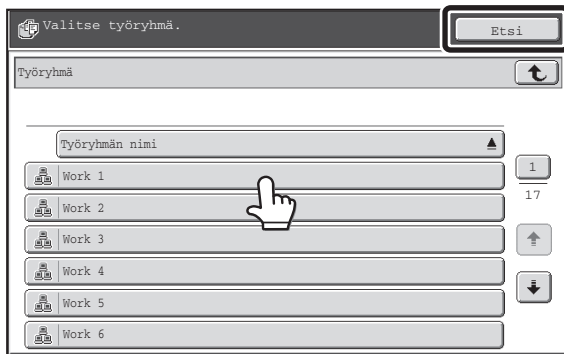 Valitse työryhmä.
Etsi
Työryhmä
Työryhmän nimi
Work 1
1
17
Work 2
Work 3
Work 4
Work 5
Work 6